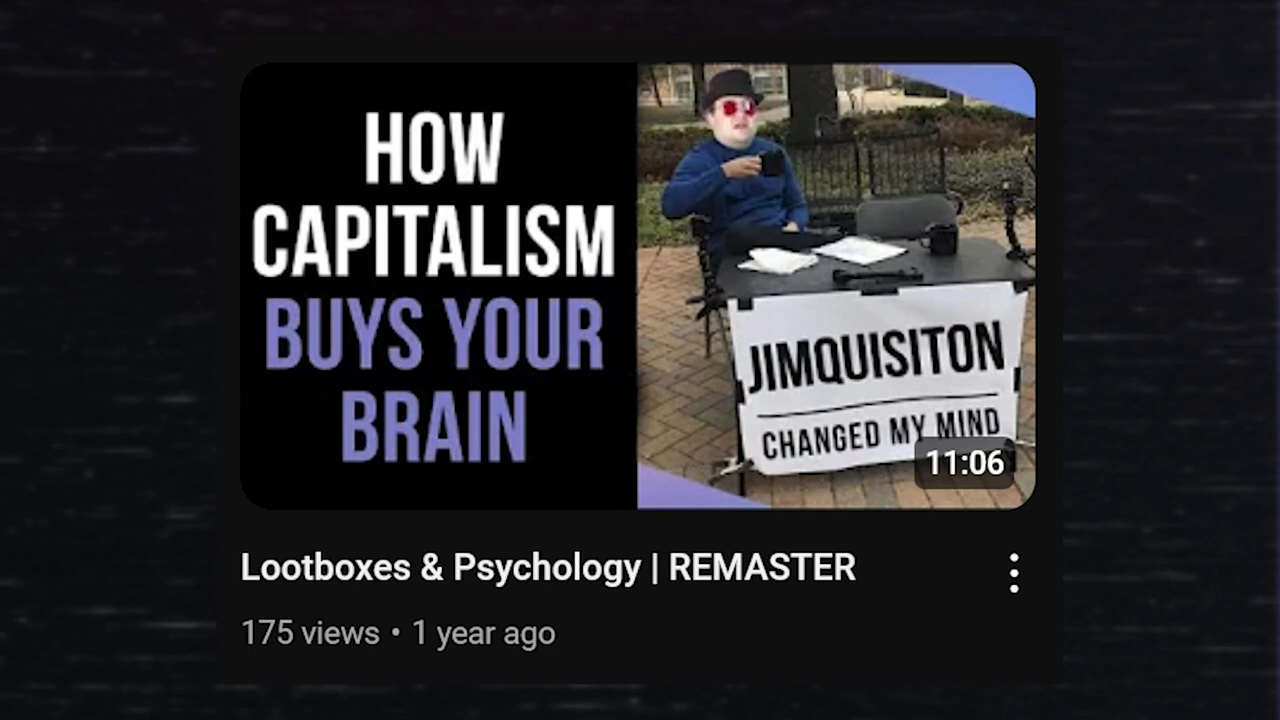 HOW
CAPITALISM
BUYS YOUR
BRAIN
JIMQUISITON
CHANGED MY MIND
11:06
Lootboxes & Psychology | REMASTER
175 views • 1 year ago